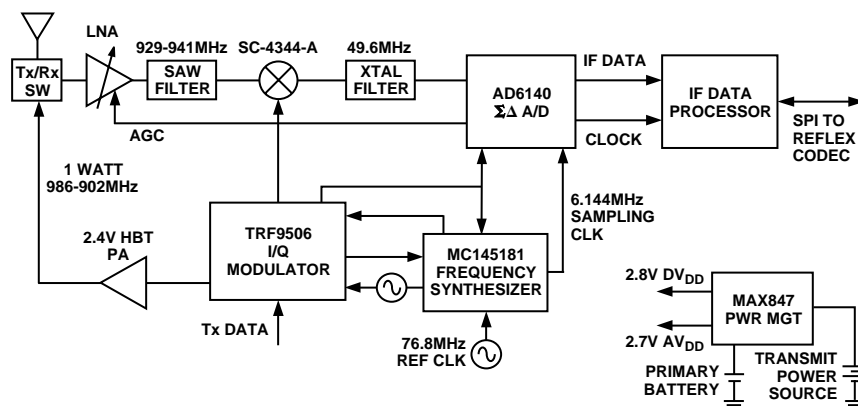 LNA
929-941MHz
SC-4344-A
49.6MHz
Tx/Rx
SW
SAW
FILTER
XTAL
FILTER
AD6140
Σ∆ A/D
IF DATA
CLOCK
IF DATA
PROCESSOR
SPI TO
REFLEX
CODEC
AGC
1 WATT
986-902MHz
6.144MHz
SAMPLING
CLK
2.4V HBT
PA
TRF9506
I/Q
MODULATOR
MC145181
FREQUENCY
SYNTHESIZER
Tx DATA
76.8MHz
REF CLK
2.8V DVDD
2.7V AVDD
MAX847
PWR MGT
PRIMARY
BATTERY
TRANSMIT
POWER
SOURCE